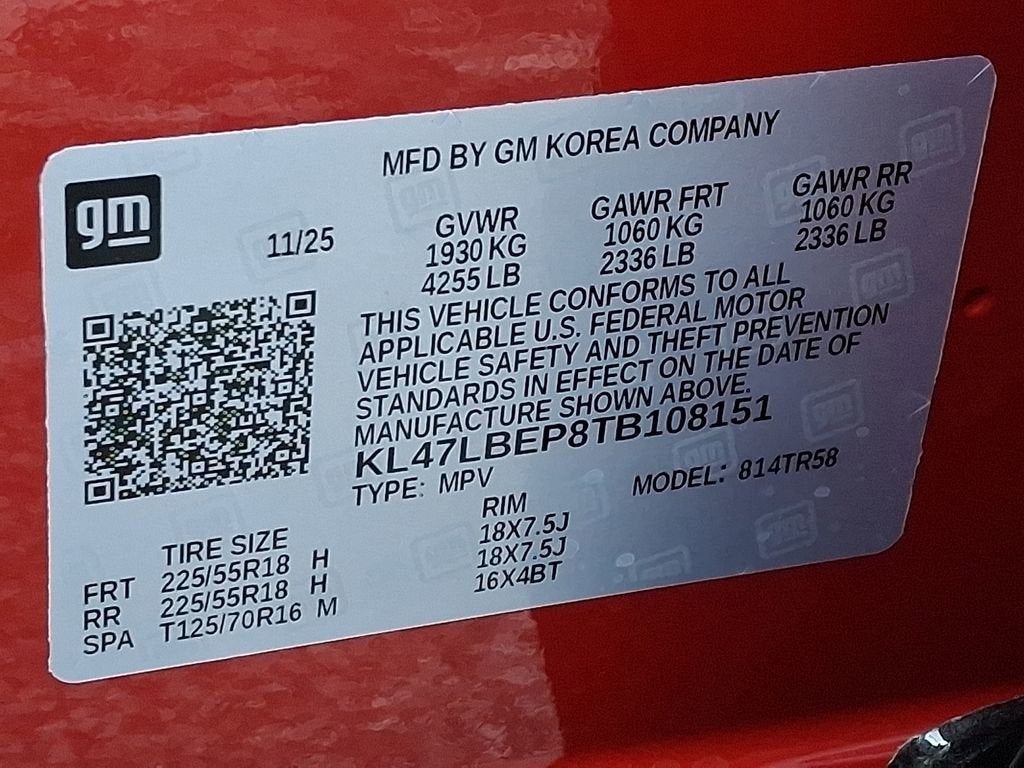 MFD BY GM KOREA COMPANY
gm
11/25
GVWR GAWR FRT GAWR RR
1930 KG 1060 KG 1060 KG
4255 LB 2336 LB 2336 LB
THIS VEHICLE CONFORMS TO ALL
APPLICABLE U.S. FEDERAL MOTOR
VEHICLE SAFETY AND THEFT PREVENTION
STANDARDS IN EFFECT ON THE DATE OF
MANUFACTURE SHOWN ABOVE.
KL47LBEP8TB108151
TYPE: MPV MODEL: 814TR58
TIRE SIZE RIM
FRT 225/55R18 H 18X7.5J
RR 225/55R18 H 18X7.5J
SPA T125/70R16 M 16X4BT